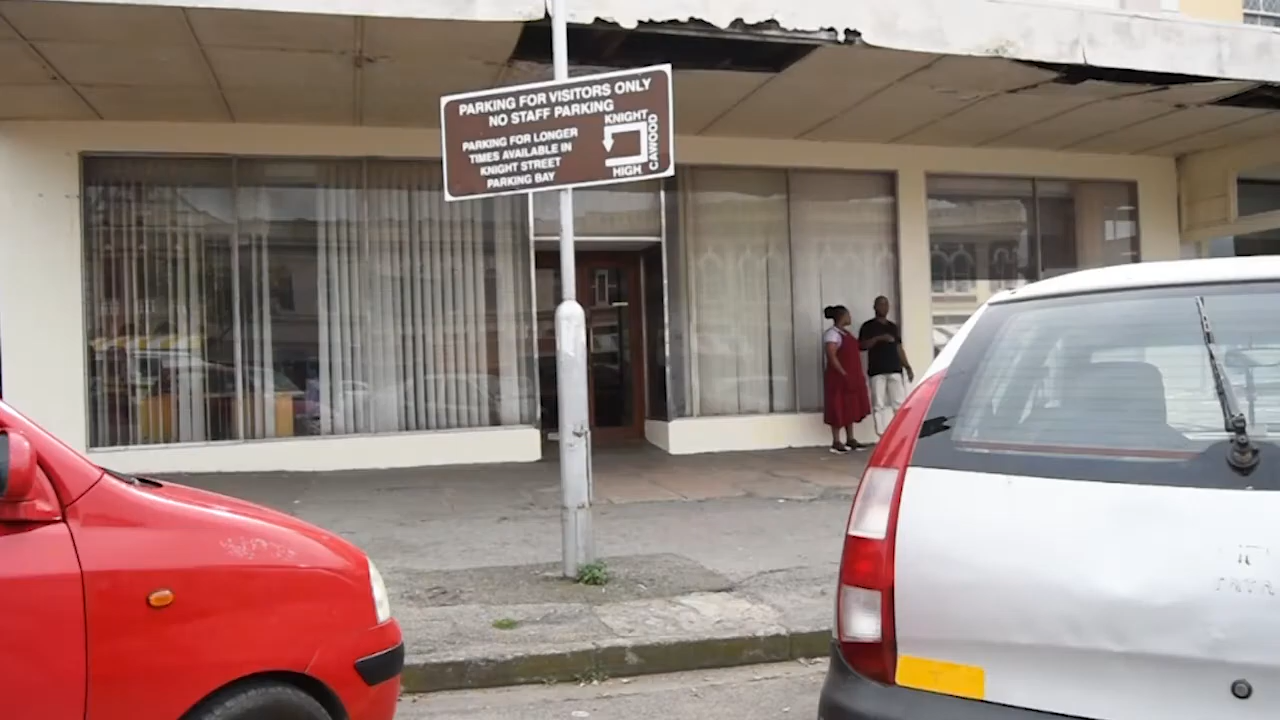 PARKING FOR VISITORS ONLY
NO STAFF PARKING
PARKING FOR LONGER
TIMES AVAILABLE IN
KNIGHT STREET
PARKING BAY
KNIGHT
CAWOOD
HIGH